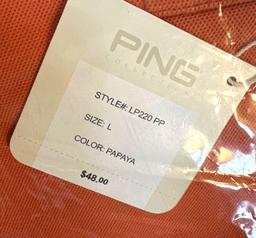 PING
COLLECTION
STYLE#: LP220 PP
SIZE: L
COLOR: PAPAYA
$48.00